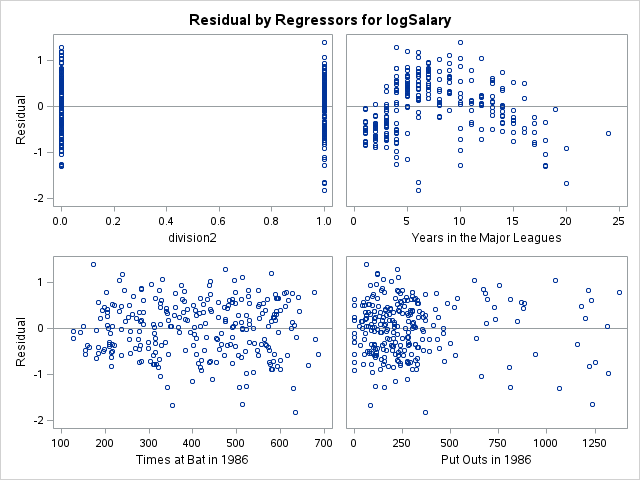 Residual by Regressors for logSalary
Residual
1
0
-1
-2
0.0 0.2 0.4 0.6 0.8 1.0
division2
0 5 10 15 20 25
Years in the Major Leagues
Residual
1
0
-1
-2
100 200 300 400 500 600 700
Times at Bat in 1986
0 250 500 750 1000 1250
Put Outs in 1986